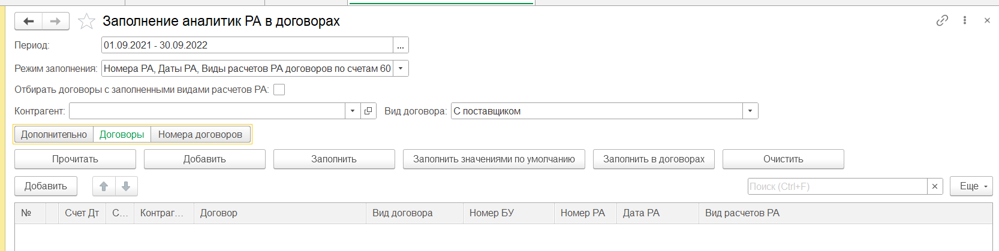 Заполнение аналитик РА в договорах
Период: 01.09.2021 - 30.09.2022 ...
Режим заполнения: Номера РА, Даты РА, Виды расчетов РА договоров по счетам 60
Отбирать договоры с заполненными видами расчетов РА:
Контрагент: Вид договора: С поставщиком
Дополнительно Договоры Номера договоров
Прочитать Добавить Заполнить Заполнить значениями по умолчанию Заполнить в договорах Очистить
Добавить Поиск (Ctrl+F) × Еще
№ Счет Дт С... Контраг... Договор Вид договора Номер БУ Номер РА Дата РА Вид расчетов РА